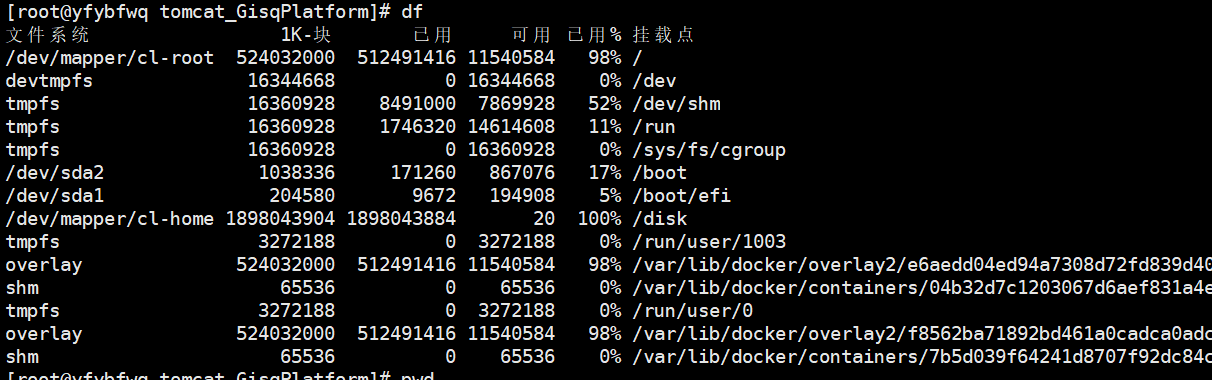 [root@yfybfwq tomcat_GisqPlatform]# df
文件系统 1K-块 已用 可用 已用% 挂载点
/dev/mapper/cl-root 524032000 512491416 11540584 98% /
devtmpfs 16344668 0 16344668 0% /dev
tmpfs 16360928 8491000 7869928 52% /dev/shm
tmpfs 16360928 1746320 14614608 11% /run
tmpfs 16360928 0 16360928 0% /sys/fs/cgroup
/dev/sda2 1038336 171260 867076 17% /boot
/dev/sda1 204580 9672 194908 5% /boot/efi
/dev/mapper/cl-home 1898043904 1898043884 20 100% /disk
tmpfs 3272188 0 3272188 0% /run/user/1003
overlay 524032000 512491416 11540584 98% /var/lib/docker/overlay2/e6aedd04ed94a7308d72fd839d40
shm 65536 0 65536 0% /var/lib/docker/containers/04b32d7c1203067d6aef831a4e
tmpfs 3272188 0 3272188 0% /run/user/0
overlay 524032000 512491416 11540584 98% /var/lib/docker/overlay2/f8562ba71892bd461a0cadca0adc
shm 65536 0 65536 0% /var/lib/docker/containers/7b5d039f64241d8707f92dc84c
[root@yfybfwq tomcat_GisqPlatform]# pwd